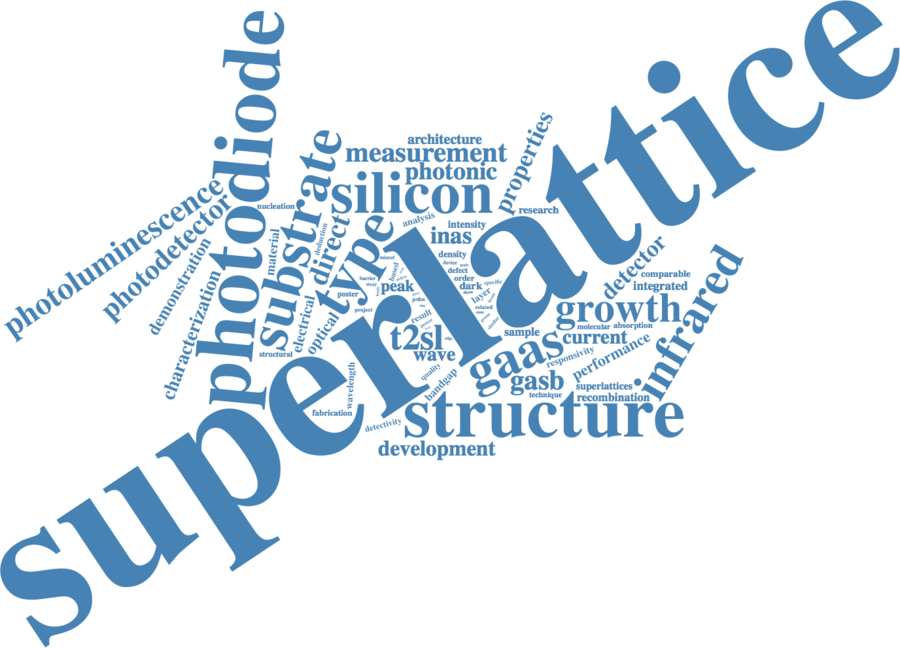 superlattice
photodiode
architecture
measurement
photonic
silicon
properties
substrate
photoluminescence
photodetector
nucleation
research
type
direct
deduction
analysis
intensity
inas
material
demonstration
density
device
defect
order
detector
comparable
integrated
infrared
characterization
barrier
based
peak
dark
specific
layer
poster
project
related
growth
electrical
optical
result
molecular
absorption
t2sl
wave
sample
current
gaas
structural
responsivity
performance
quality
bandgap
gasb
superlattices
technique
recombination
wavelength
fabrication
detectivity
structure
development